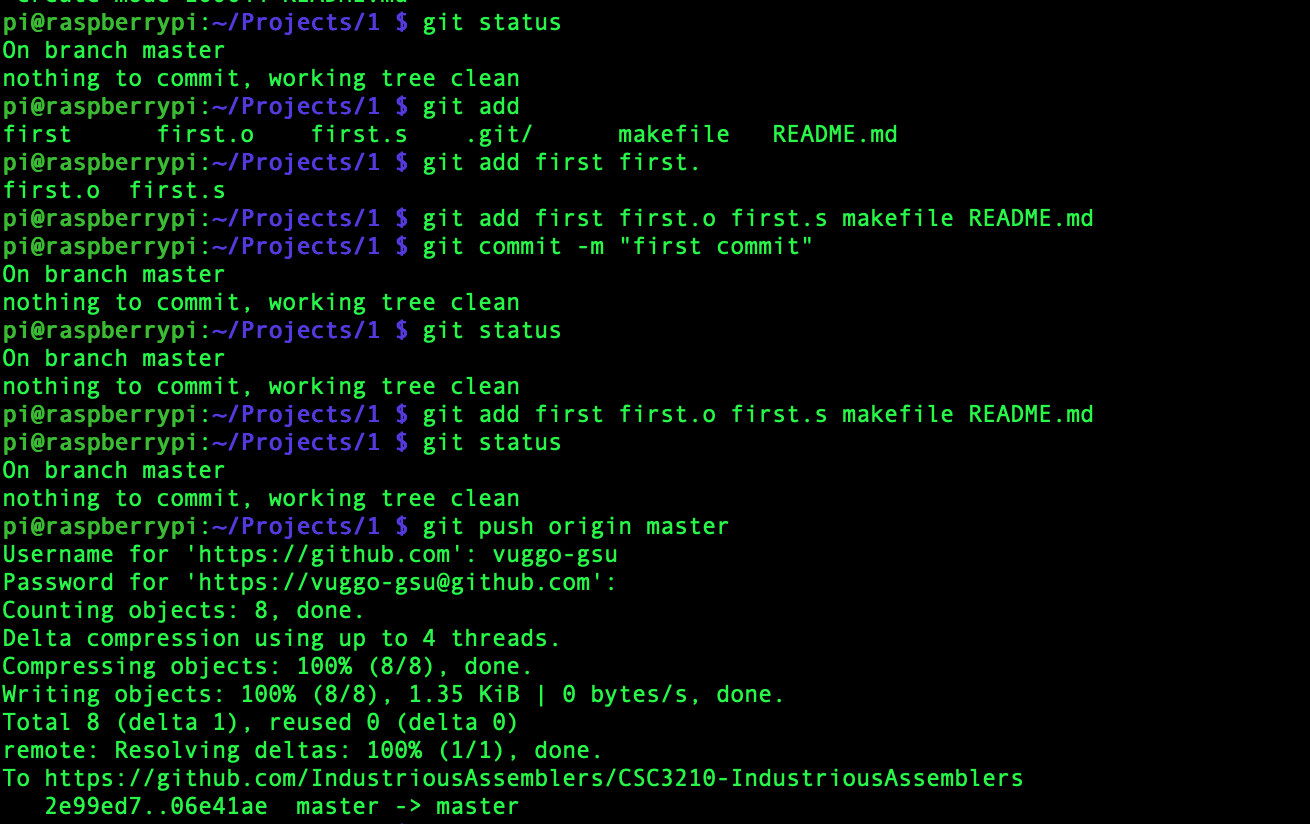 pi@raspberrypi:~/Projects/1 $ git status
On branch master
nothing to commit, working tree clean
pi@raspberrypi:~/Projects/1 $ git add
first      first.o    first.s    .git/      makefile   README.md
pi@raspberrypi:~/Projects/1 $ git add first first.
first.o  first.s
pi@raspberrypi:~/Projects/1 $ git add first first.o first.s makefile README.md
pi@raspberrypi:~/Projects/1 $ git commit -m "first commit"
On branch master
nothing to commit, working tree clean
pi@raspberrypi:~/Projects/1 $ git status
On branch master
nothing to commit, working tree clean
pi@raspberrypi:~/Projects/1 $ git add first first.o first.s makefile README.md
pi@raspberrypi:~/Projects/1 $ git status
On branch master
nothing to commit, working tree clean
pi@raspberrypi:~/Projects/1 $ git push origin master
Username for 'https://github.com': vuggo-gsu
Password for 'https://vuggo-gsu@github.com':
Counting objects: 8, done.
Delta compression using up to 4 threads.
Compressing objects: 100% (8/8), done.
Writing objects: 100% (8/8), 1.35 KiB | 0 bytes/s, done.
Total 8 (delta 1), reused 0 (delta 0)
remote: Resolving deltas: 100% (1/1), done.
To https://github.com/IndustriousAssemblers/CSC3210-IndustriousAssemblers
   2e99ed7..06e41ae  master -> master